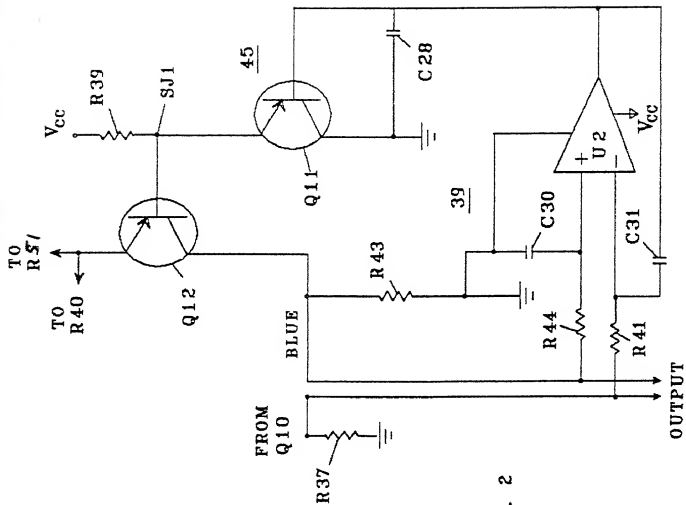 TO
R51
TO
R40
Vcc
R39
SJ1
45
Q12
Q11
C28
BLUE
R43
39
C30
+
U2
−
Vcc
R44
R41
C31
FROM
Q10
R37
OUTPUT
. 2